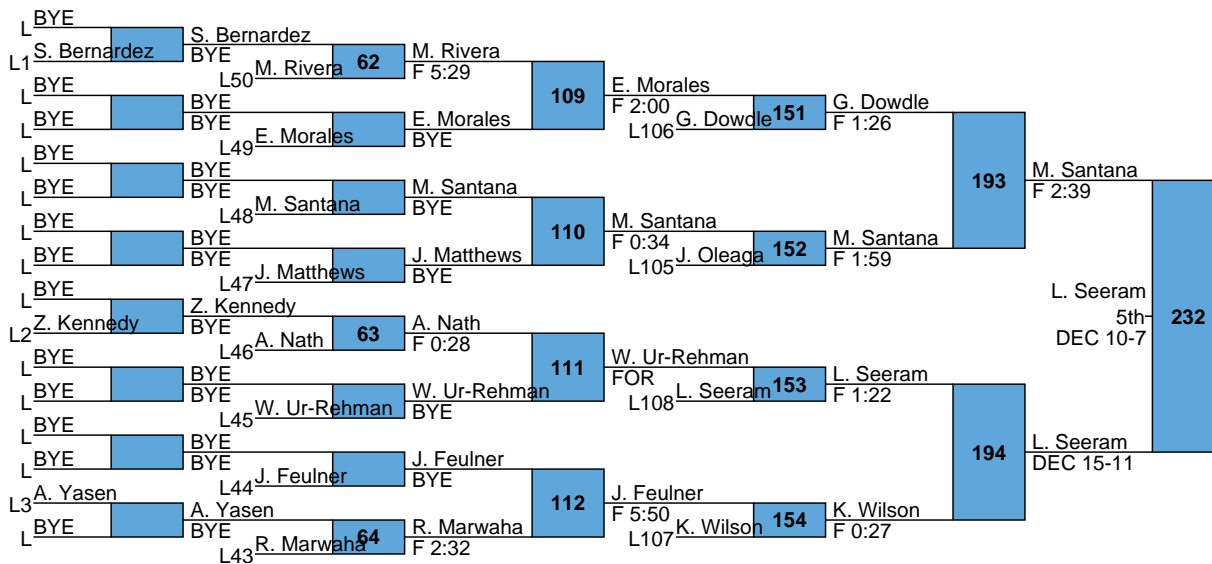 BYE
L
S. Bernardez
L1
S. Bernardez
BYE
M. Rivera
L50
62
M. Rivera
F 5:29
BYE
L
BYE
L
BYE
BYE
E. Morales
L49
E. Morales
BYE
109
E. Morales
F 2:00
G. Dowdle
L106
151
G. Dowdle
F 1:26
BYE
L
BYE
L
BYE
BYE
M. Santana
L48
M. Santana
BYE
BYE
L
BYE
L
BYE
BYE
J. Matthews
L47
J. Matthews
BYE
110
M. Santana
F 0:34
J. Oleaga
L105
152
M. Santana
F 1:59
193
M. Santana
F 2:39
BYE
L
Z. Kennedy
L2
Z. Kennedy
BYE
A. Nath
L46
63
A. Nath
F 0:28
BYE
L
BYE
L
BYE
BYE
W. Ur-Rehman
L45
W. Ur-Rehman
BYE
111
W. Ur-Rehman
FOR
L. Seeram
L108
153
L. Seeram
F 1:22
BYE
L
BYE
L
BYE
BYE
J. Feulner
L44
J. Feulner
BYE
A. Yasen
L3
BYE
L
A. Yasen
BYE
R. Marwaha
L43
64
R. Marwaha
F 2:32
112
J. Feulner
F 5:50
K. Wilson
L107
154
K. Wilson
F 0:27
194
L. Seeram
DEC 15-11
L. Seeram
5th
DEC 10-7
232